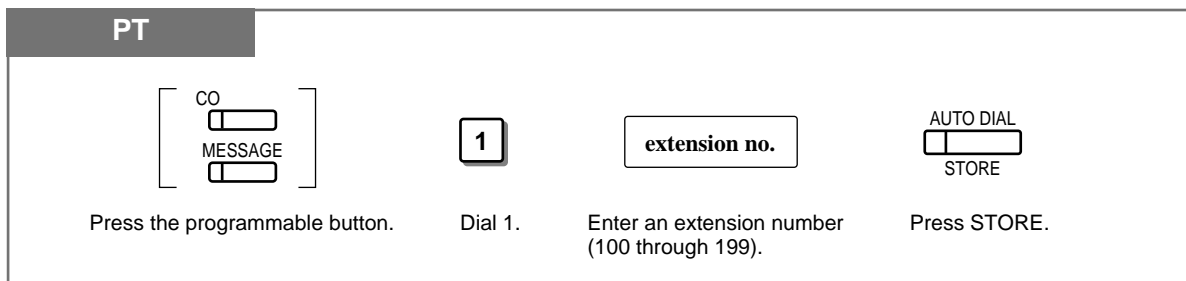 PT
CO
MESSAGE
1
extension no.
AUTO DIAL
STORE
Press the programmable button.
Dial 1.
Enter an extension number
(100 through 199).
Press STORE.